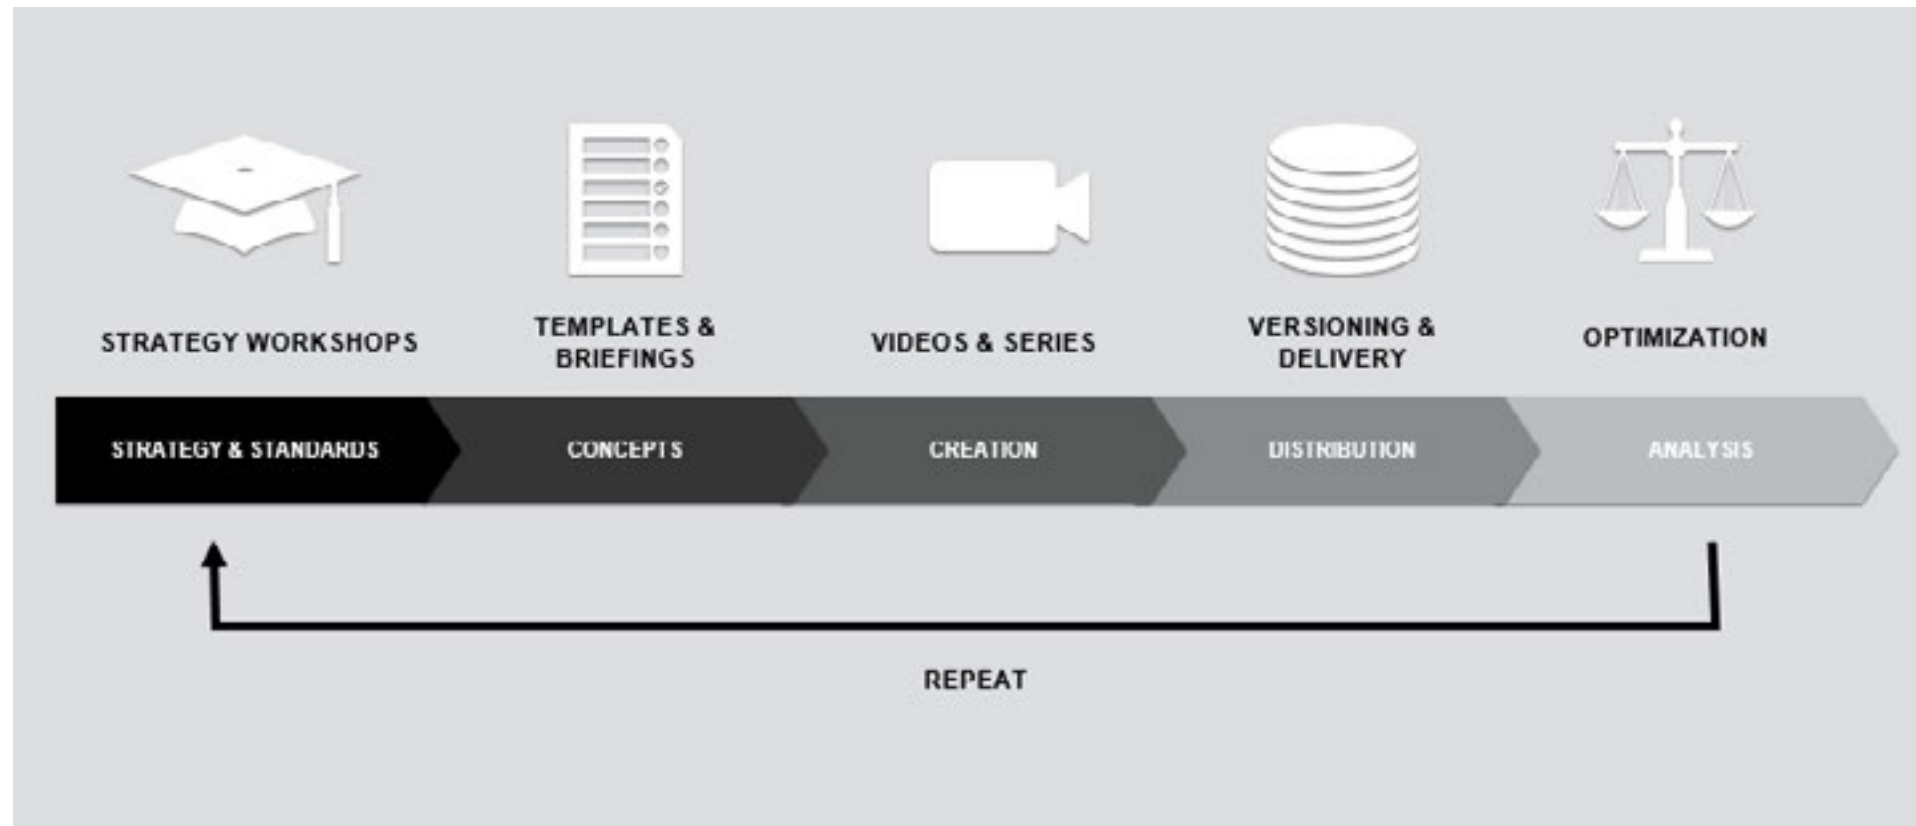 STRATEGY WORKSHOPS
TEMPLATES &
BRIEFINGS
VIDEOS & SERIES
VERSIONING &
DELIVERY
OPTIMIZATION
STRATEGY & STANDARDS
CONCEPTS
CREATION
DISTRIBUTION
ANALYSIS
REPEAT